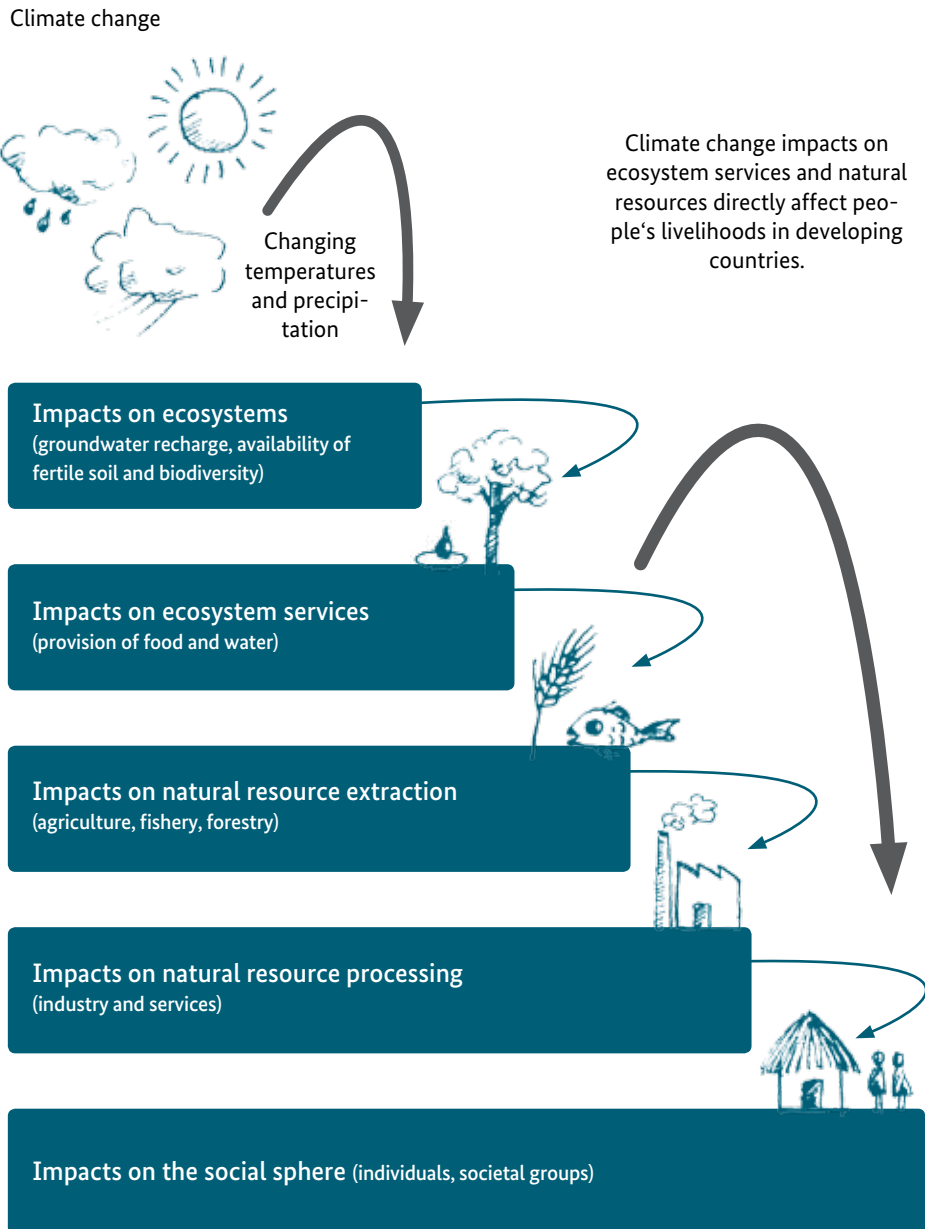 Climate change
Changing
temperatures
and precipi-
tation
Climate change impacts on
ecosystem services and natural
resources directly affect peo-
ple‘s livelihoods in developing
countries.
Impacts on ecosystems
(groundwater recharge, availability of
fertile soil and biodiversity)
Impacts on ecosystem services
(provision of food and water)
Impacts on natural resource extraction
(agriculture, fishery, forestry)
Impacts on natural resource processing
(industry and services)
Impacts on the social sphere (individuals, societal groups)